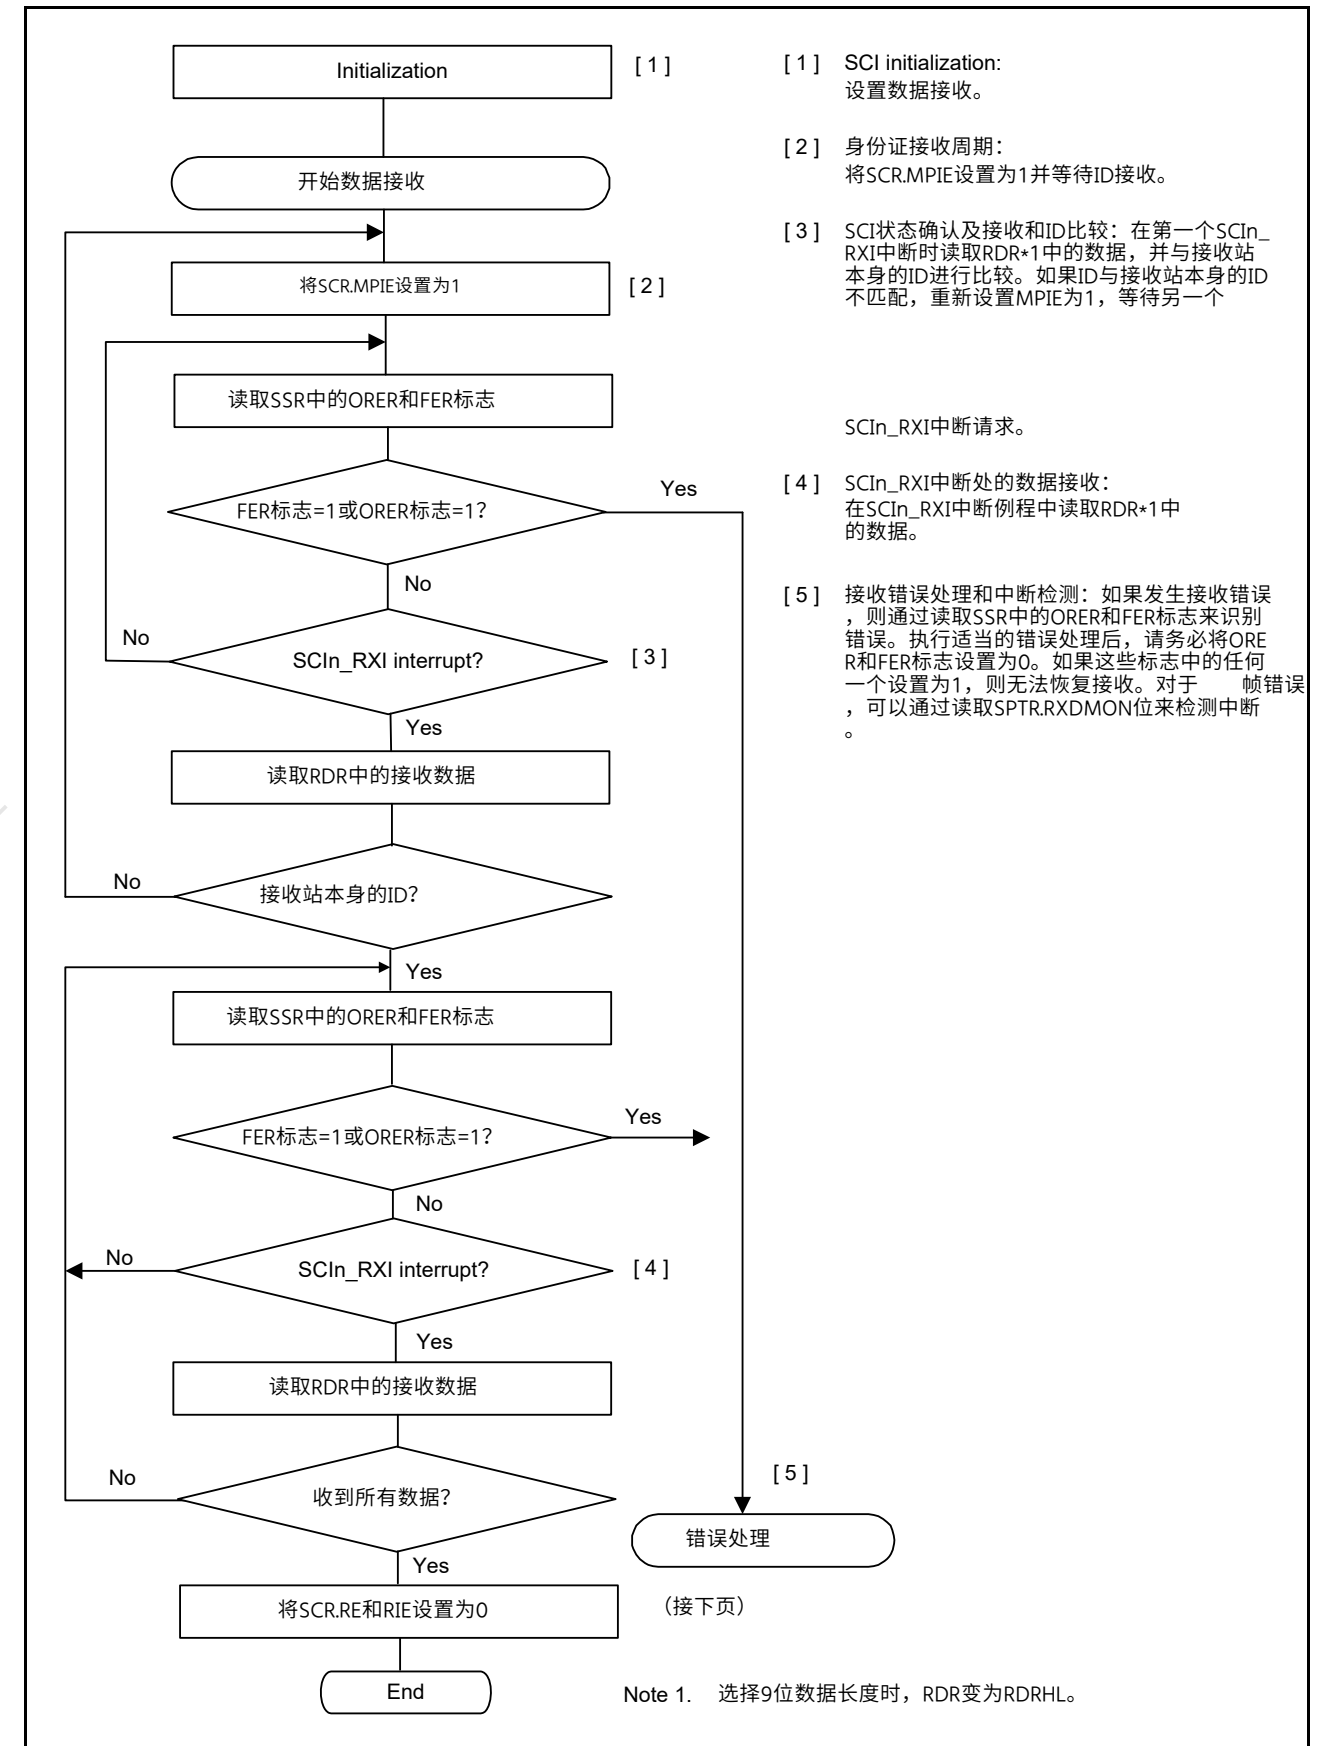 Initialization
[ 1 ]
开始数据接收
将SCR.MPIE设置为1
[ 2 ]
读取SSR中的ORER和FER标志
FER标志=1或ORER标志=1?
Yes
No
No
SCIn_RXI interrupt?
[ 3 ]
Yes
读取RDR中的接收数据
No
接收站本身的ID?
Yes
读取SSR中的ORER和FER标志
FER标志=1或ORER标志=1?
Yes
No
No
SCIn_RXI interrupt?
[ 4 ]
Yes
读取RDR中的接收数据
No
收到所有数据?
Yes
将SCR.RE和RIE设置为0
End
[ 5 ]
错误处理
（接下页）
[ 1 ] SCI initialization:
设置数据接收。
[ 2 ] 身份证接收周期：
将SCR.MPIE设置为1并等待ID接收。
[ 3 ] SCI状态确认及接收和ID比较：在第一个SCIn_
RXI中断时读取RDR*1中的数据，并与接收站
本身的ID进行比较。如果ID与接收站本身的ID
不匹配，重新设置MPIE为1，等待另一个
SCIn_RXI中断请求。
[ 4 ] SCIn_RXI中断处的数据接收：
在SCIn_RXI中断例程中读取RDR*1中
的数据。
[ 5 ] 接收错误处理和中断检测：如果发生接收错误
，则通过读取SSR中的ORER和FER标志来识别
错误。执行适当的错误处理后，请务必将ORE
R和FER标志设置为0。如果这些标志中的任何
一个设置为1，则无法恢复接收。对于 帧错误
，可以通过读取SPTR.RXDMON位来检测中断
。
Note 1. 选择9位数据长度时，RDR变为RDRHL。